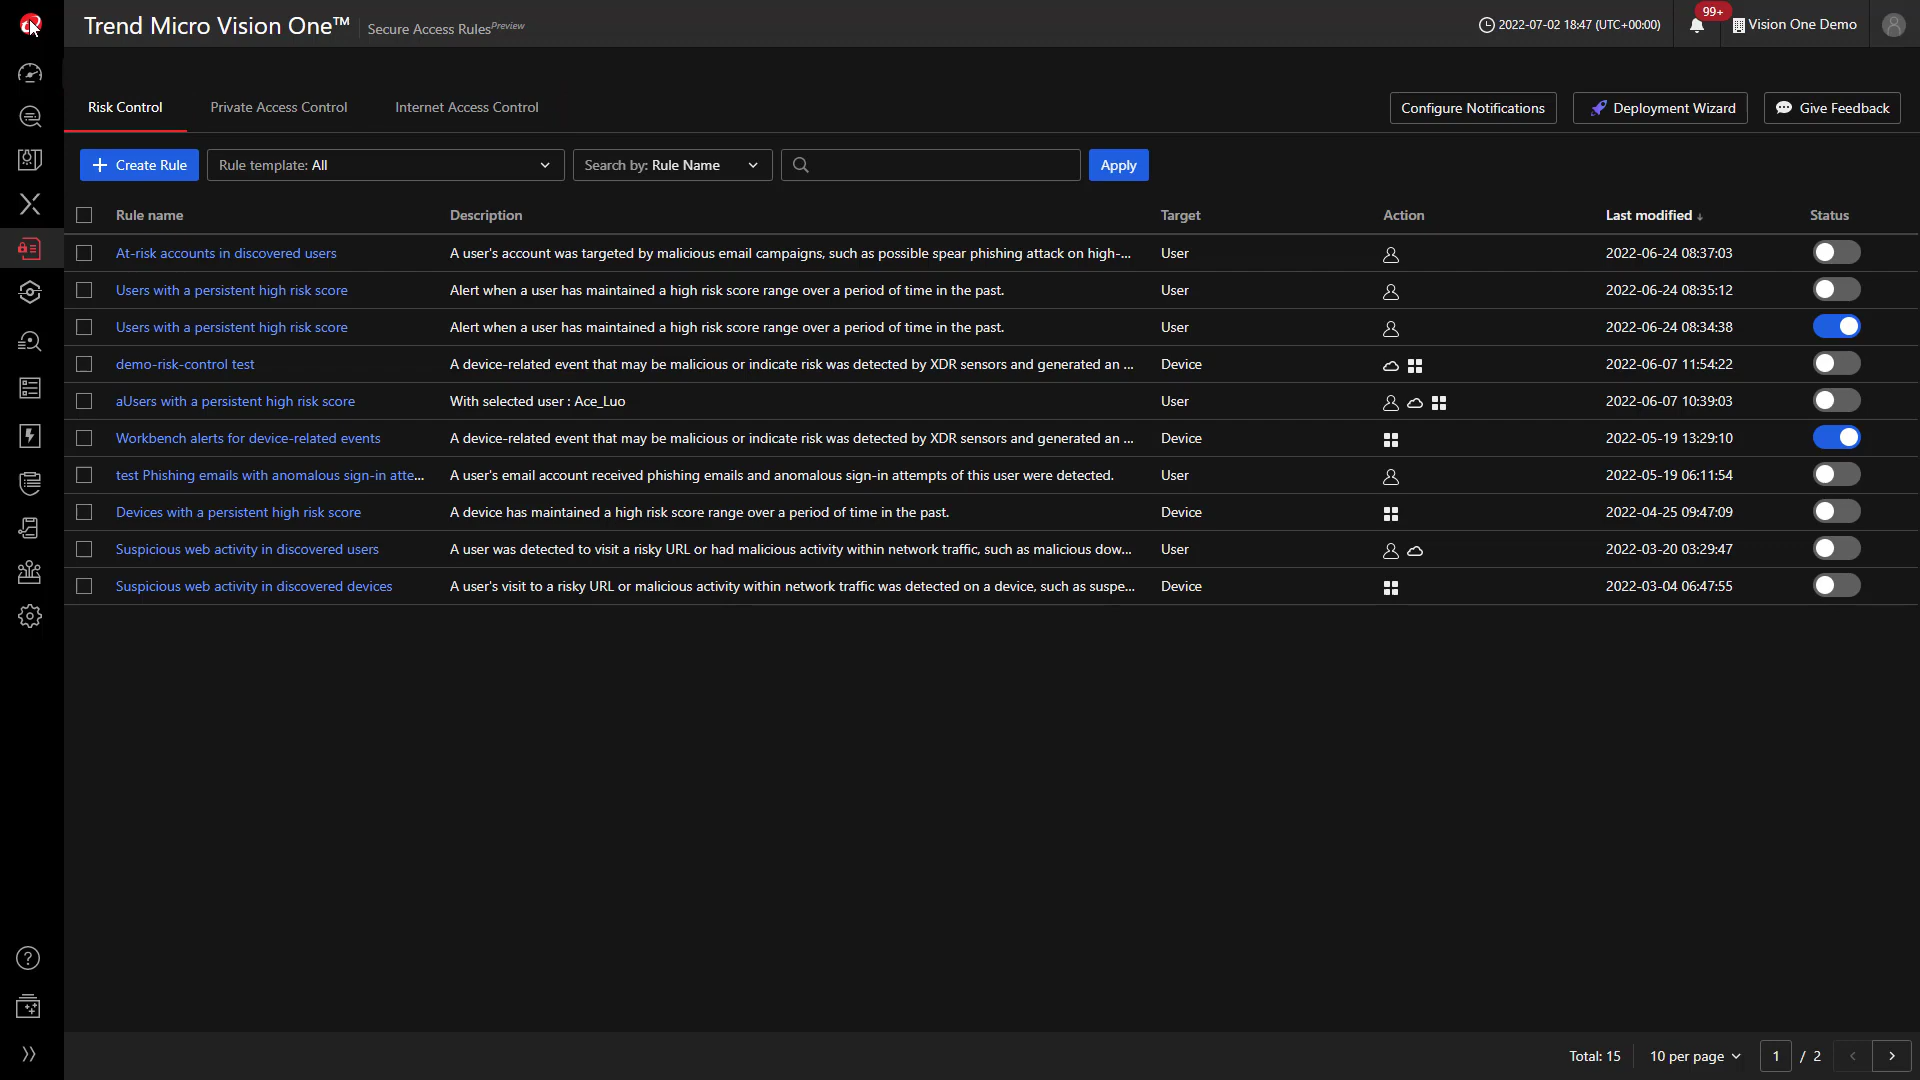 Trend Micro Vision One™ Secure Access Rules Preview
2022-07-02 18:47 (UTC+00:00) 99+ Vision One Demo
Risk Control Private Access Control Internet Access Control Configure Notifications Deployment Wizard Give Feedback
Create Rule Rule template: All Search by: Rule Name Apply
Rule name Description Target Action Last modified ↓ Status
At-risk accounts in discovered users A user's account was targeted by malicious email campaigns, such as possible spear phishing attack on high-... User 2022-06-24 08:37:03
Users with a persistent high risk score Alert when a user has maintained a high risk score range over a period of time in the past. User 2022-06-24 08:35:12
Users with a persistent high risk score Alert when a user has maintained a high risk score range over a period of time in the past. User 2022-06-24 08:34:38
demo-risk-control test A device-related event that may be malicious or indicate risk was detected by XDR sensors and generated an ... Device 2022-06-07 11:54:22
aUsers with a persistent high risk score With selected user : Ace_Luo User 2022-06-07 10:39:03
Workbench alerts for device-related events A device-related event that may be malicious or indicate risk was detected by XDR sensors and generated an ... Device 2022-05-19 13:29:10
test Phishing emails with anomalous sign-in atte... A user's email account received phishing emails and anomalous sign-in attempts of this user were detected. User 2022-05-19 06:11:54
Devices with a persistent high risk score A device has maintained a high risk score range over a period of time in the past. Device 2022-04-25 09:47:09
Suspicious web activity in discovered users A user was detected to visit a risky URL or had malicious activity within network traffic, such as malicious dow... User 2022-03-20 03:29:47
Suspicious web activity in discovered devices A user's visit to a risky URL or malicious activity within network traffic was detected on a device, such as suspe... Device 2022-03-04 06:47:55
Total: 15 10 per page 1 / 2